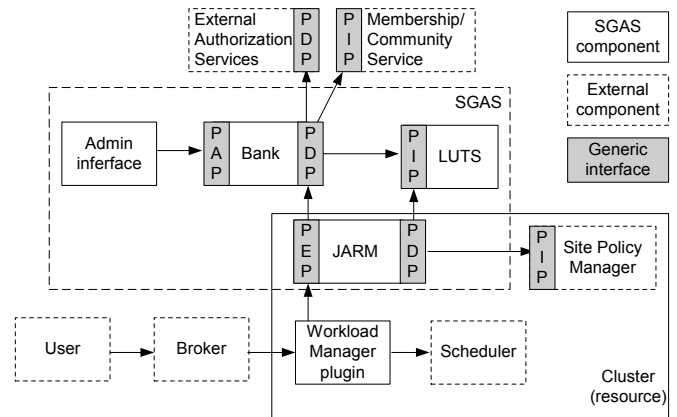 External
Authorization
Services
P
D
P
P
I
P
Membership/
Community
Service
SGAS
component
External
component
Generic
interface
SGAS
Admin
inferface
P
A
P
Bank
P
D
P
P
I
P
LUTS
P
E
P
JARM
P
D
P
P
I
P
Site Policy
Manager
User
Broker
Workload
Manager
plugin
Scheduler
Cluster
(resource)